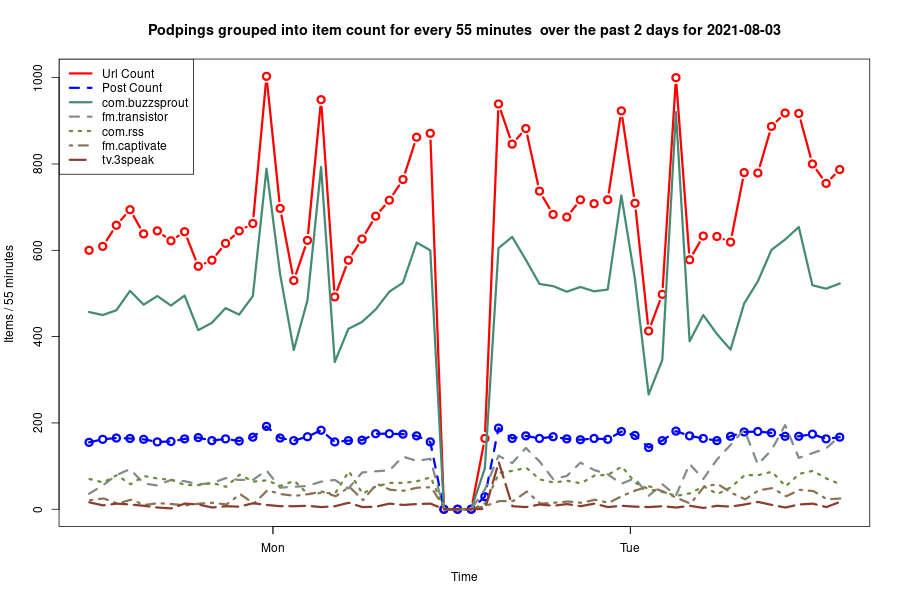 Podpings grouped into item count for every 55 minutes  over the past 2 days for 2021-08-03
Url Count
Post Count
com.buzzsprout
fm.transistor
com.rss
fm.captivate
tv.3speak
Items / 55 minutes
1000
800
600
400
200
0
Mon
Tue
Time